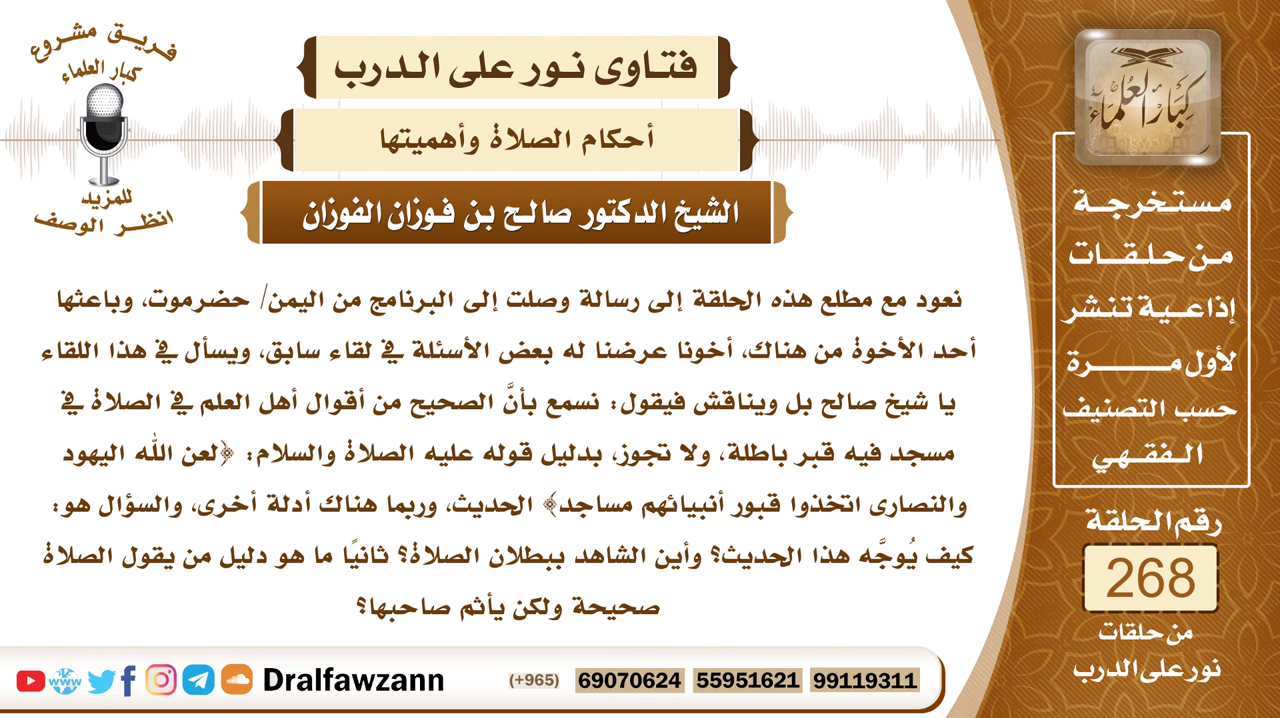 فريق مشروع
كبار العلماء
للمزيد
انظر الوصف
فتاوى نور على الدرب
أحكام الصلاة وأهميتها
الشيخ الدكتور صالح بن فوزان الفوزان
نعود مع مطلع هذه الحلقة إلى رسالة وصلت إلى البرنامج من اليمن/ حضرموت، وباعثها
أحد الأخوة من هناك، أخونا عرضنا له بعض الأسئلة في لقاء سابق، ويسأل في هذا اللقاء
يا شيخ صالح بل ويناقش فيقول: نسمع بأنَّ الصحيح من أقوال أهل العلم في الصلاة في
مسجد فيه قبر باطلة، ولا تجوز، بدليل قوله عليه الصلاة والسلام: ﴿لعن الله اليهود
والنصارى اتخذوا قبور أنبيائهم مساجد﴾ الحديث، وربما هناك أدلة أخرى، والسؤال هو:
كيف يُوجَّه هذا الحديث؟ وأين الشاهد ببطلان الصلاة؟ ثانيًا ما هو دليل من يقول الصلاة
صحيحة ولكن يأثم صاحبها؟
كبار العلماء
مستخرجة
من حلقات
إذاعية تنشر
لأول مرة
حسب التصنيف
الفقهي
رقم الحلقة
268
من حلقات
نور على الدرب
www Dralfawzann (+965) 69070624 55951621 99119311